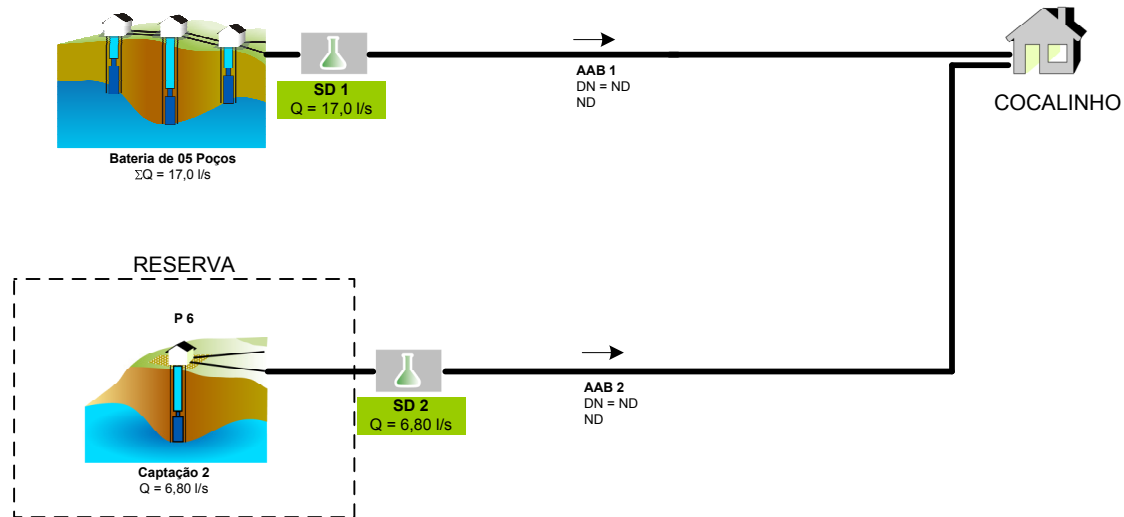 SD 1
Q = 17,0 l/s
AAB 1
DN = ND
ND
COCALINHO
Bateria de 05 Poços
ΣQ = 17,0 l/s
RESERVA
P 6
SD 2
Q = 6,80 l/s
AAB 2
DN = ND
ND
Captação 2
Q = 6,80 l/s